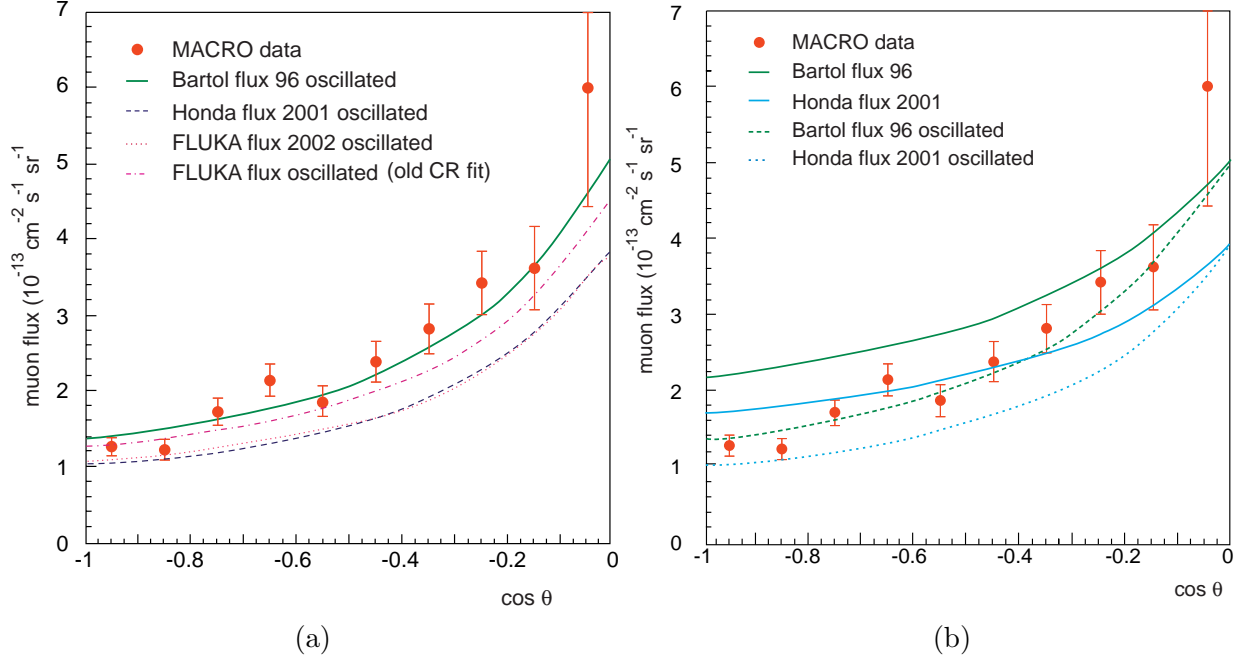 7
6
5
4
3
2
1
0
muon flux (10⁻¹³ cm⁻² s⁻¹ sr⁻¹
MACRO data
Bartol flux 96 oscillated
Honda flux 2001 oscillated
FLUKA flux 2002 oscillated
FLUKA flux oscillated (old CR fit)
-1
-0.8
-0.6
-0.4
-0.2
0
cos θ
(a)
7
6
5
4
3
2
1
0
muon flux (10⁻¹³ cm⁻² s⁻¹ sr⁻¹
MACRO data
Bartol flux 96
Honda flux 2001
Bartol flux 96 oscillated
Honda flux 2001 oscillated
-1
-0.8
-0.6
-0.4
-0.2
0
cos θ
(b)